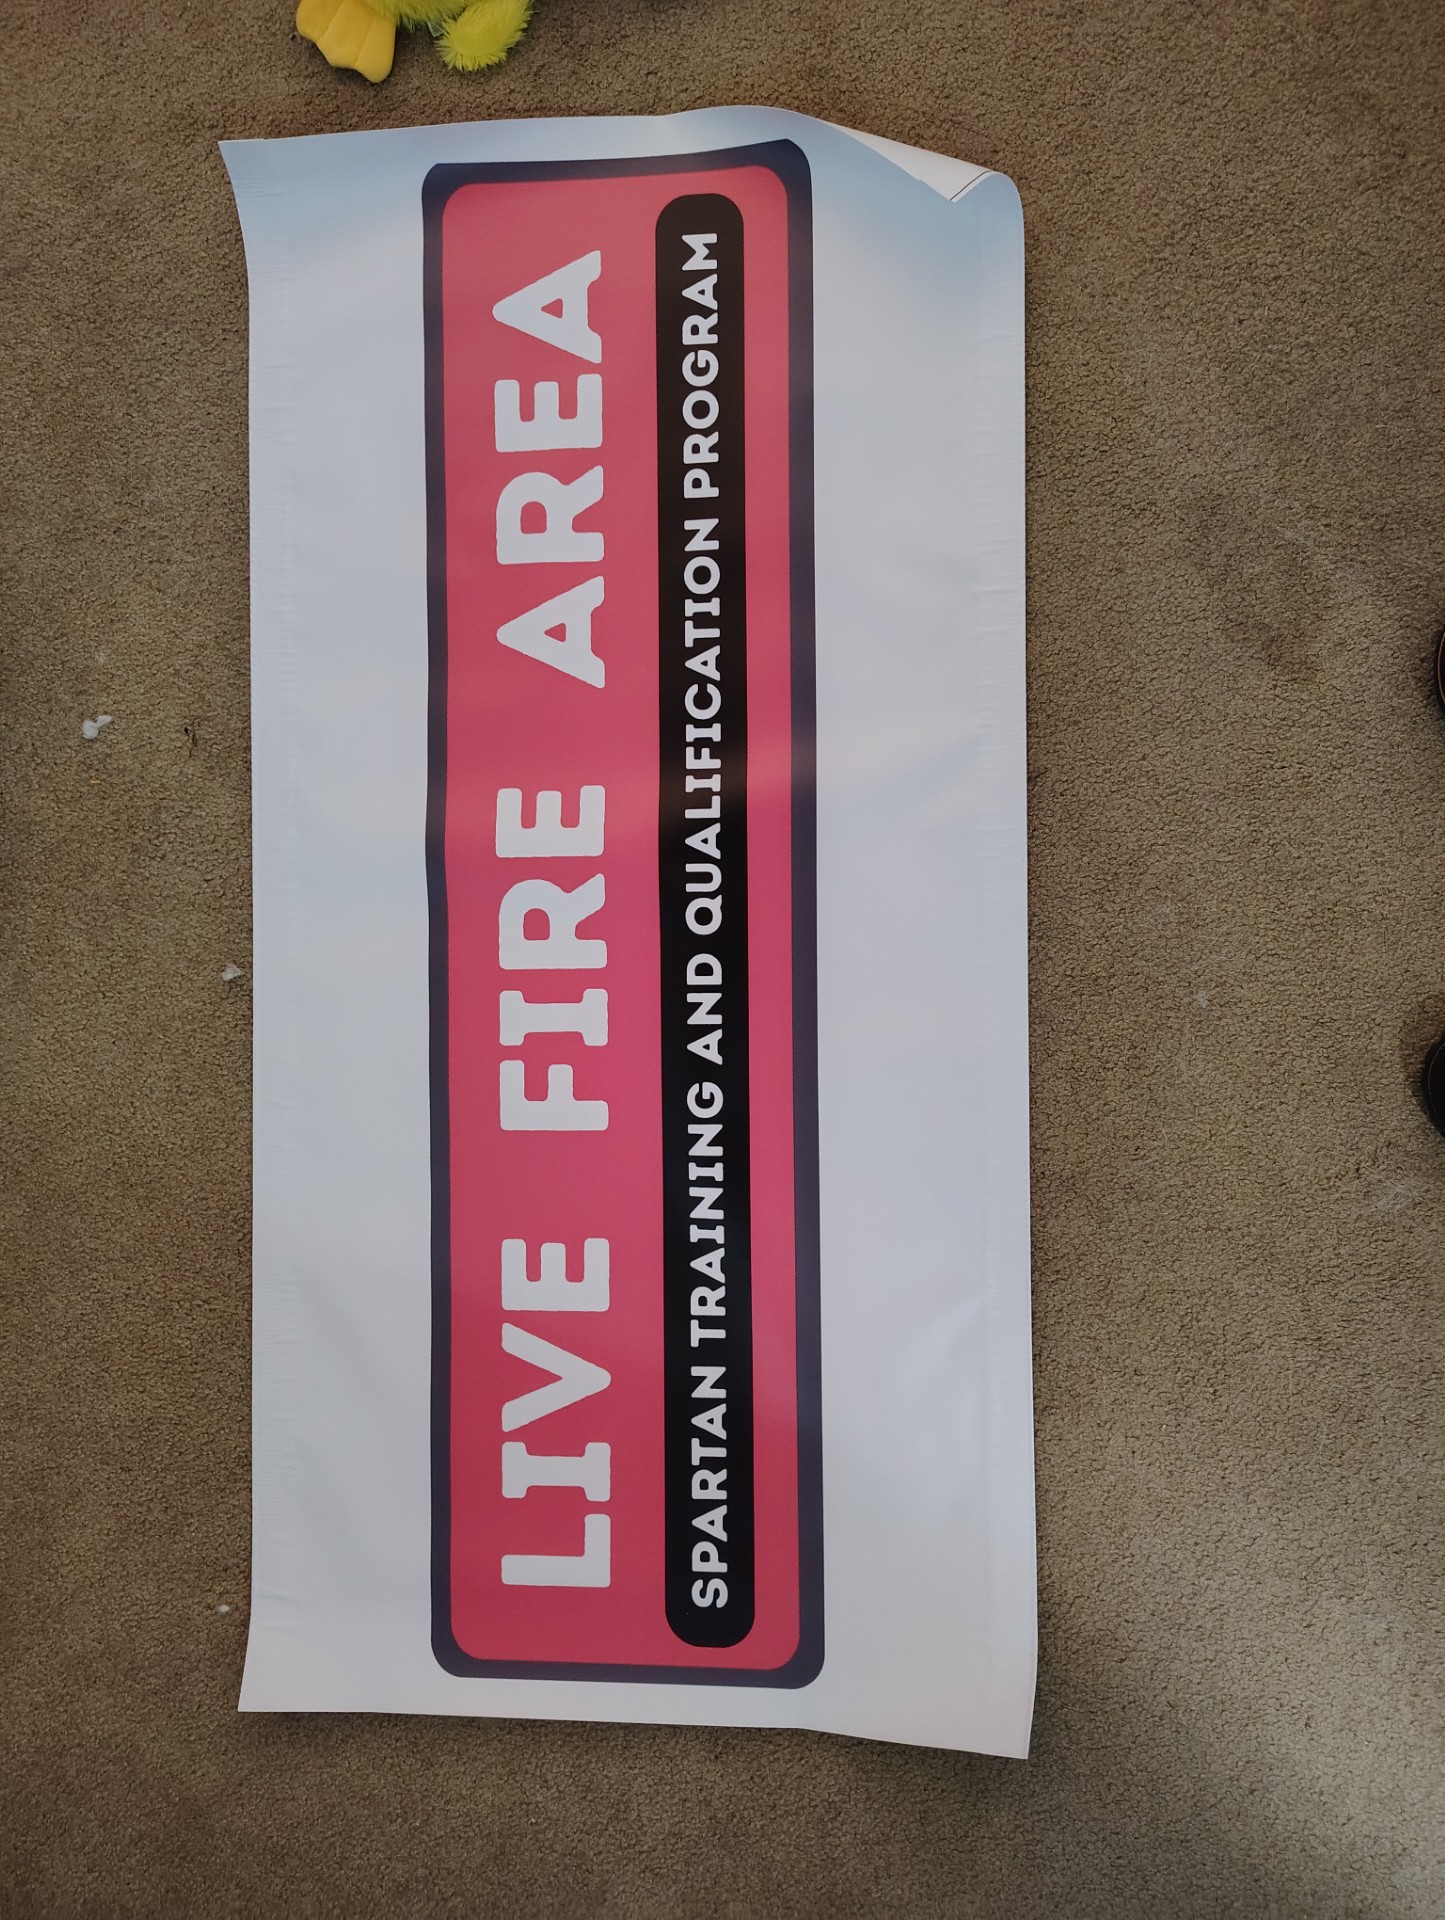 LIVE FIRE AREA
SPARTAN TRAINING AND QUALIFICATION PROGRAM